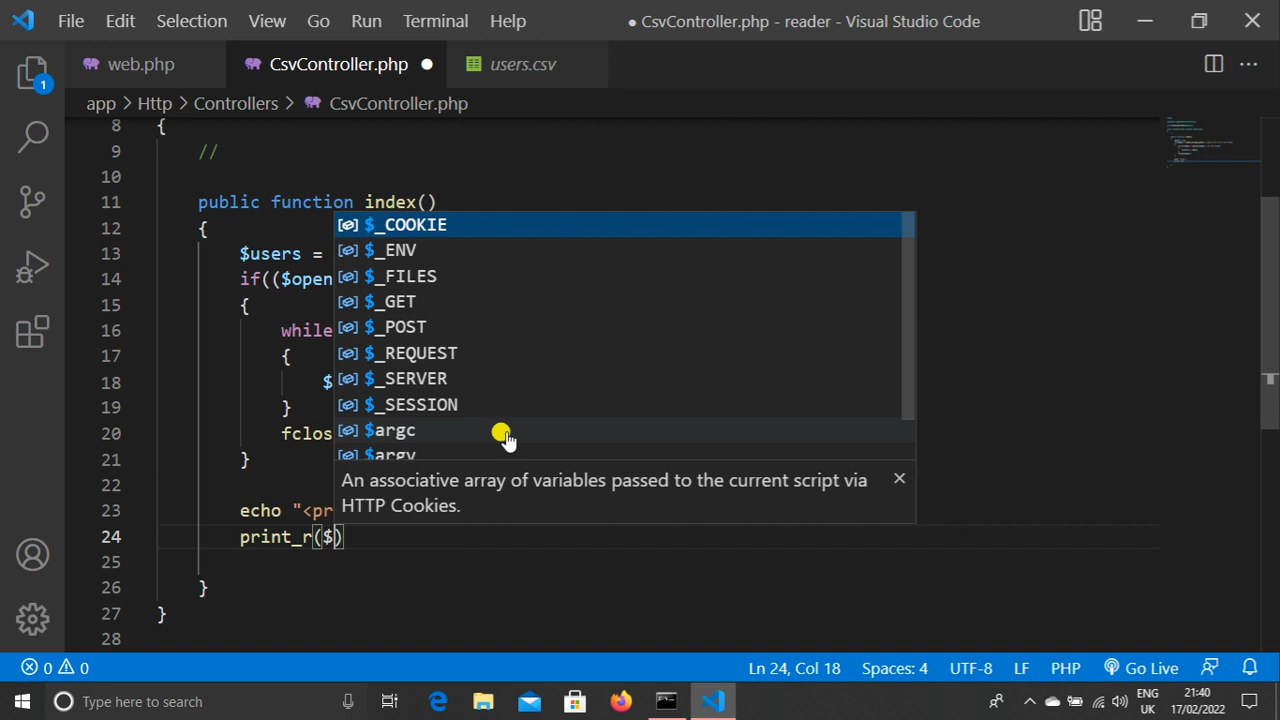 File Edit Selection View Go Run Terminal Help
● CsvController.php - reader - Visual Studio Code
web.php CsvController.php users.csv
1
app > Http > Controllers > CsvController.php
8 {
9 //
10
11 public function index()
12 {
13 $users =
14 if(($open
15 {
16 while
17 {
18 $
19 }
20 fclos
21 }
22
23 echo "<pr
24 print_r($)
25
26 }
27 }
28
$_COOKIE
$_ENV
$_FILES
$_GET
$_POST
$_REQUEST
$_SERVER
$_SESSION
$argc
$argv
An associative array of variables passed to the current script via
HTTP Cookies.
0 0 Ln 24, Col 18 Spaces: 4 UTF-8 LF PHP Go Live
Type here to search
ENG
UK
21:40
17/02/2022